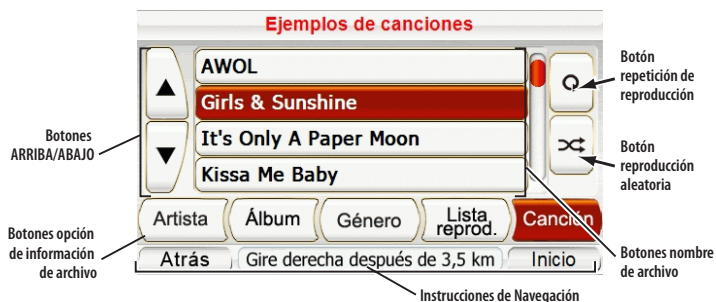 Ejemplos de canciones
AWOL
Girls & Sunshine
It's Only A Paper Moon
Kissa Me Baby
Botones
ARRIBA/ABAJO
Botón
repetición de
reproducción
Botón
reproducción
aleatoria
Artista
Álbum
Género
Lista
reprod.
Canción
Botones opción
de información
de archivo
Atrás
Gire derecha después de 3,5 km
Inicio
Botones nombre
de archivo
Instrucciones de Navegación